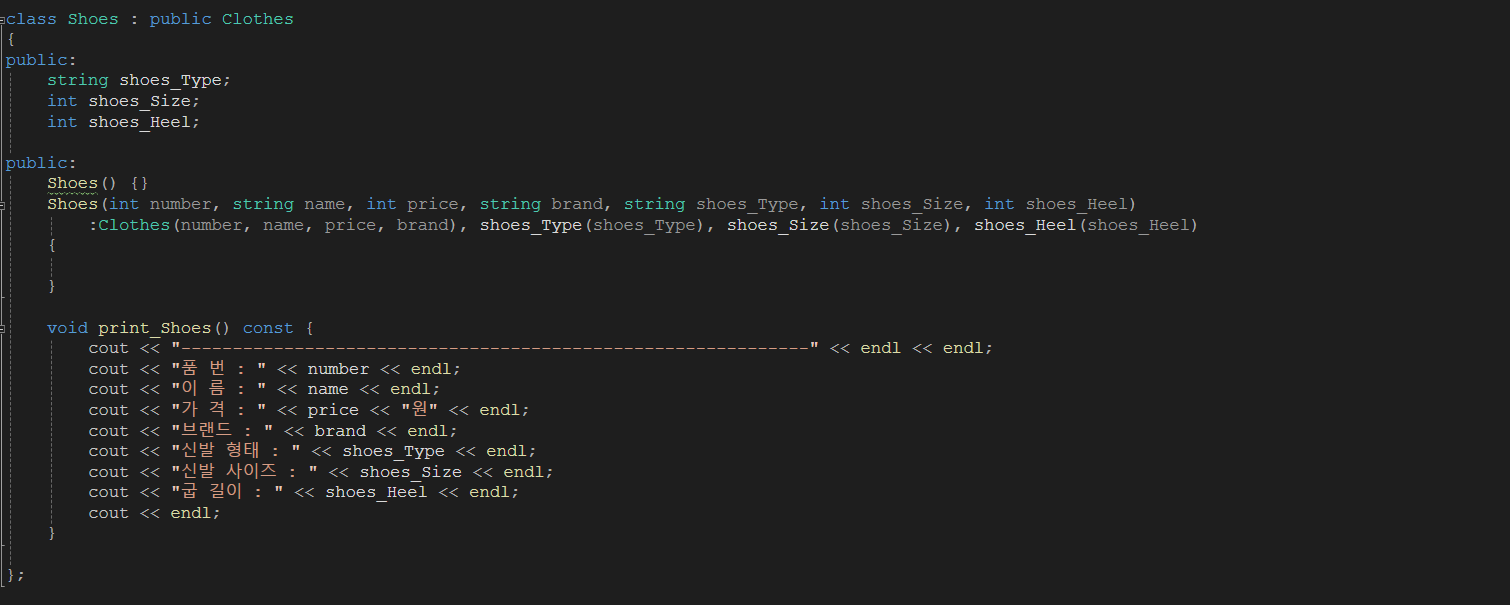 class Shoes : public Clothes
{
public:
    string shoes_Type;
    int shoes_Size;
    int shoes_Heel;

public:
    Shoes() {}
    Shoes(int number, string name, int price, string brand, string shoes_Type, int shoes_Size, int shoes_Heel)
        :Clothes(number, name, price, brand), shoes_Type(shoes_Type), shoes_Size(shoes_Size), shoes_Heel(shoes_Heel)
    {

    }

    void print_Shoes() const {
        cout << "-------------------------------------------------------------" << endl << endl;
        cout << "품 번 : " << number << endl;
        cout << "이 름 : " << name << endl;
        cout << "가 격 : " << price << "원" << endl;
        cout << "브랜드 : " << brand << endl;
        cout << "신발 형태 : " << shoes_Type << endl;
        cout << "신발 사이즈 : " << shoes_Size << endl;
        cout << "굽 길이 : " << shoes_Heel << endl;
        cout << endl;
    }

};